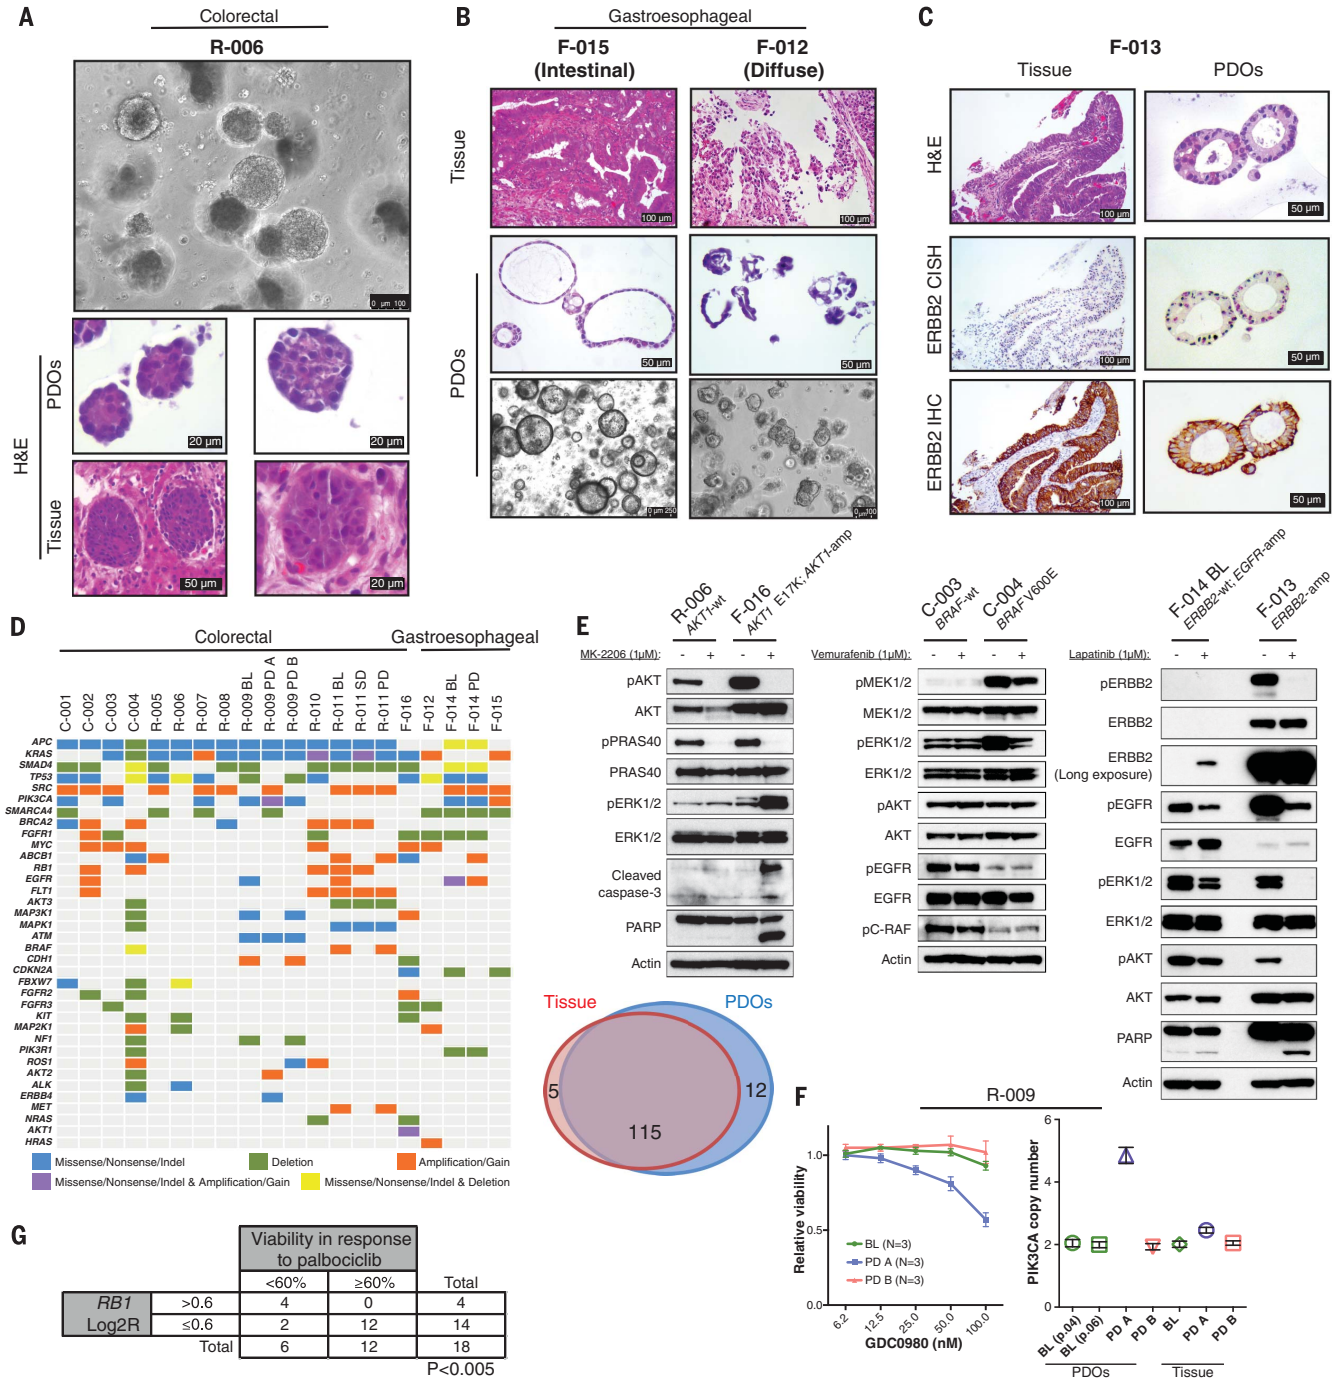 A
Colorectal
R-006
0 µm 100
H&E
PDOs
20 µm
20 µm
Tissue
50 µm
20 µm
B
Gastroesophageal
F-015
(Intestinal)
F-012
(Diffuse)
Tissue
100 µm
100 µm
PDOs
50 µm
50 µm
0 µm 250
0 µm 100
C
F-013
Tissue
PDOs
H&E
100 µm
50 µm
ERBB2 CISH
100 µm
50 µm
ERBB2 IHC
100 µm
50 µm
D
Colorectal
Gastroesophageal
C-001
C-002
C-003
C-004
R-005
R-006
R-007
R-008
R-009 BL
R-009 PD A
R-009 PD B
R-010
R-011 BL
R-011 SD
R-011 PD
F-016
F-012
F-014 BL
F-014 PD
F-015
APC
KRAS
SMAD4
TP53
SRC
PIK3CA
SMARCA4
BRCA2
FGFR1
MYC
ABCB1
RB1
EGFR
FLT1
AKT3
MAP3K1
MAPK1
ATM
BRAF
CDH1
CDKN2A
FBXW7
FGFR2
FGFR3
KIT
MAP2K1
NF1
PIK3R1
ROS1
AKT2
ALK
ERBB4
MET
NRAS
AKT1
HRAS
Missense/Nonsense/Indel
Deletion
Amplification/Gain
Missense/Nonsense/Indel & Amplification/Gain
Missense/Nonsense/Indel & Deletion
Tissue
PDOs
5
115
12
E
R-006
AKT1-wt
F-016
AKT1 E17K; AKT1-amp
MK-2206 (1µM): - + - +
pAKT
AKT
pPRAS40
PRAS40
pERK1/2
ERK1/2
Cleaved
caspase-3
PARP
Actin
C-003
BRAF-wt
C-004
BRAF V600E
Vemurafenib (1µM): - + - +
pMEK1/2
MEK1/2
pERK1/2
ERK1/2
pAKT
AKT
pEGFR
EGFR
pC-RAF
Actin
F-014 BL
ERBB2-wt; EGFR-amp
F-013
ERBB2-amp
Lapatinib (1µM): - + - +
pERBB2
ERBB2
ERBB2
(Long exposure)
pEGFR
EGFR
pERK1/2
ERK1/2
pAKT
AKT
PARP
Actin
F
R-009
Relative viability
1.0
0.5
0.0
BL (N=3)
PD A (N=3)
PD B (N=3)
6.2 12.5 25.0 50.0 100.0
GDC0980 (nM)
PIK3CA copy number
6
4
2
0
BL (p.04)
BL (p.06)
PD A
PD B
BL
PD A
PD B
PDOs
Tissue
G
Viability in response
to palbociclib
<60% ≥60% Total
RB1 >0.6 4 0 4
Log2R ≤0.6 2 12 14
Total 6 12 18
P<0.005